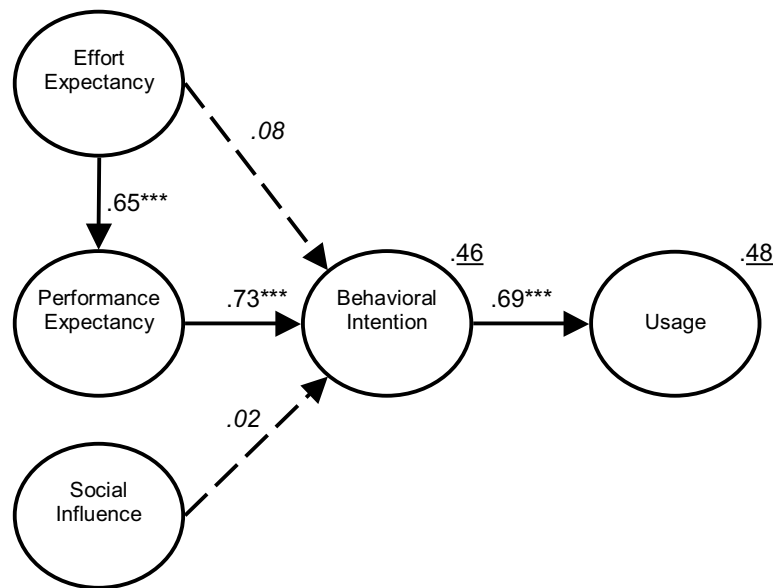 Effort
Expectancy
.08
.65***
Performance
Expectancy
.73***
Behavioral
Intention
.46
.69***
Usage
.48
.02
Social
Influence